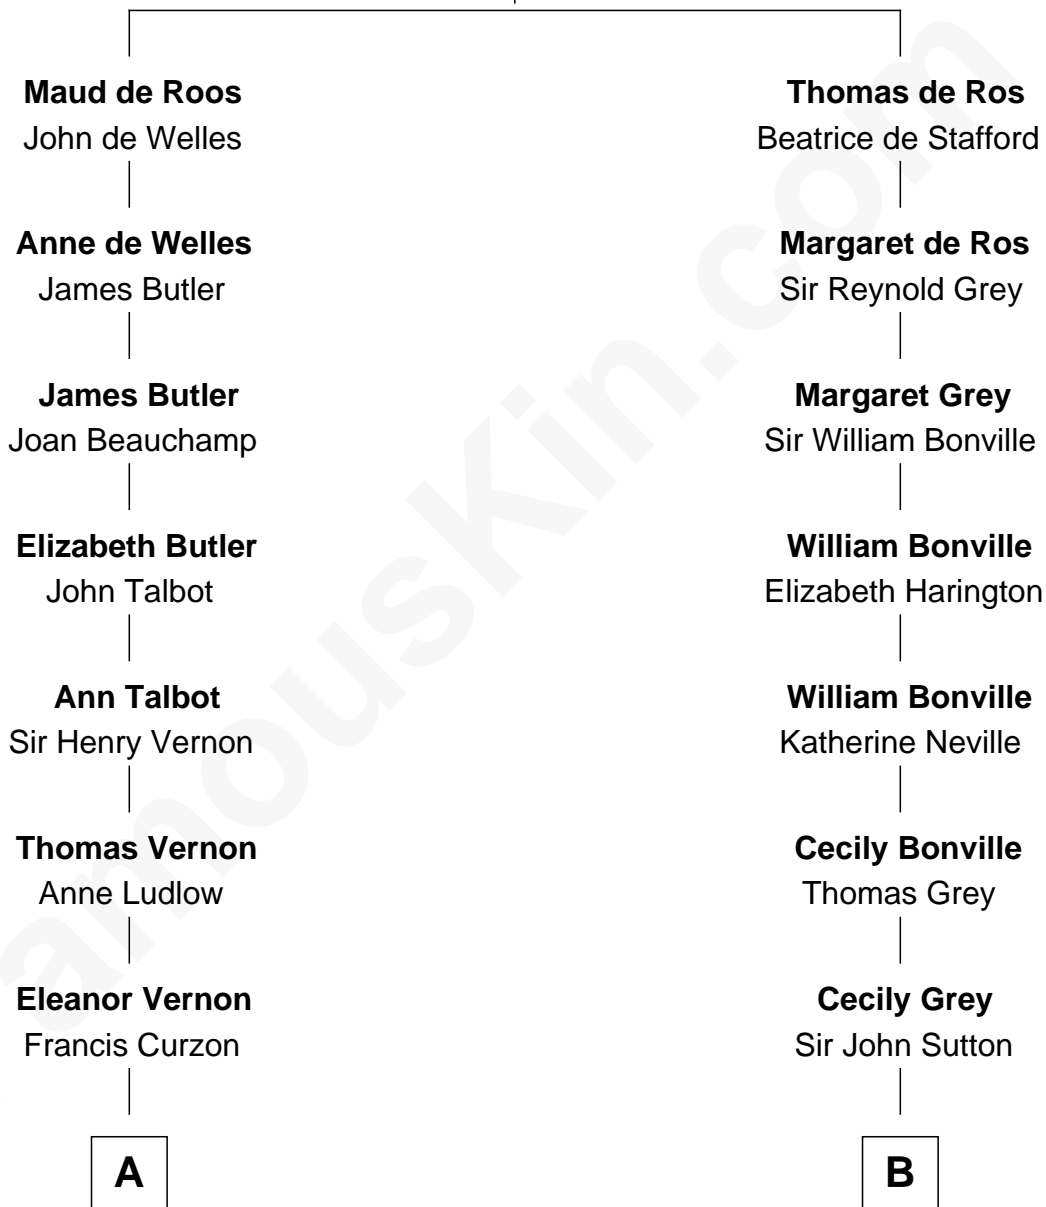 Maud de Roos
John de Welles
Thomas de Ros
Beatrice de Stafford
Anne de Welles
James Butler
Margaret de Ros
Sir Reynold Grey
James Butler
Joan Beauchamp
Margaret Grey
Sir William Bonville
Elizabeth Butler
John Talbot
William Bonville
Elizabeth Harington
Ann Talbot
Sir Henry Vernon
William Bonville
Katherine Neville
Thomas Vernon
Anne Ludlow
Cecily Bonville
Thomas Grey
Eleanor Vernon
Francis Curzon
Cecily Grey
Sir John Sutton
A
B
amousKin.com